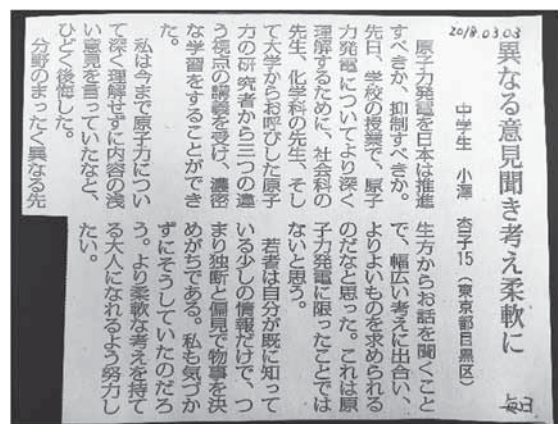 2018.03.03
異なる意見聞き考え柔軟に
中学生 小澤 杏子 15 (東京都目黒区)
原子力発電を日本は推進
すべきか、抑制すべきか。
先日、学校の授業で、原子
力発電についてより深く
理解するために、社会科の
先生、化学科の先生、そし
て大学からお呼びした原子
力の研究者から三つの違
う視点の講義を受け、濃密
な学習をすることができ
た。
私は今まで原子力につい
て深く理解せずに内容の浅
い意見を言っていたなと、
ひどく後悔した。
分野のまったく異なる先
生方からお話を聞くこと
で、幅広い考えに出合い、
よりよいものを求められる
のだなと思った。これは原
子力発電に限ったことでは
ないと思う。
若者は自分が既に知って
いる少しの情報だけで、つ
まり独断と偏見で物事を決
めがちである。私も気づか
ずにそうしていたのだろ
う。より柔軟な考えを持て
る大人になれるよう努力し
たい。
毎日